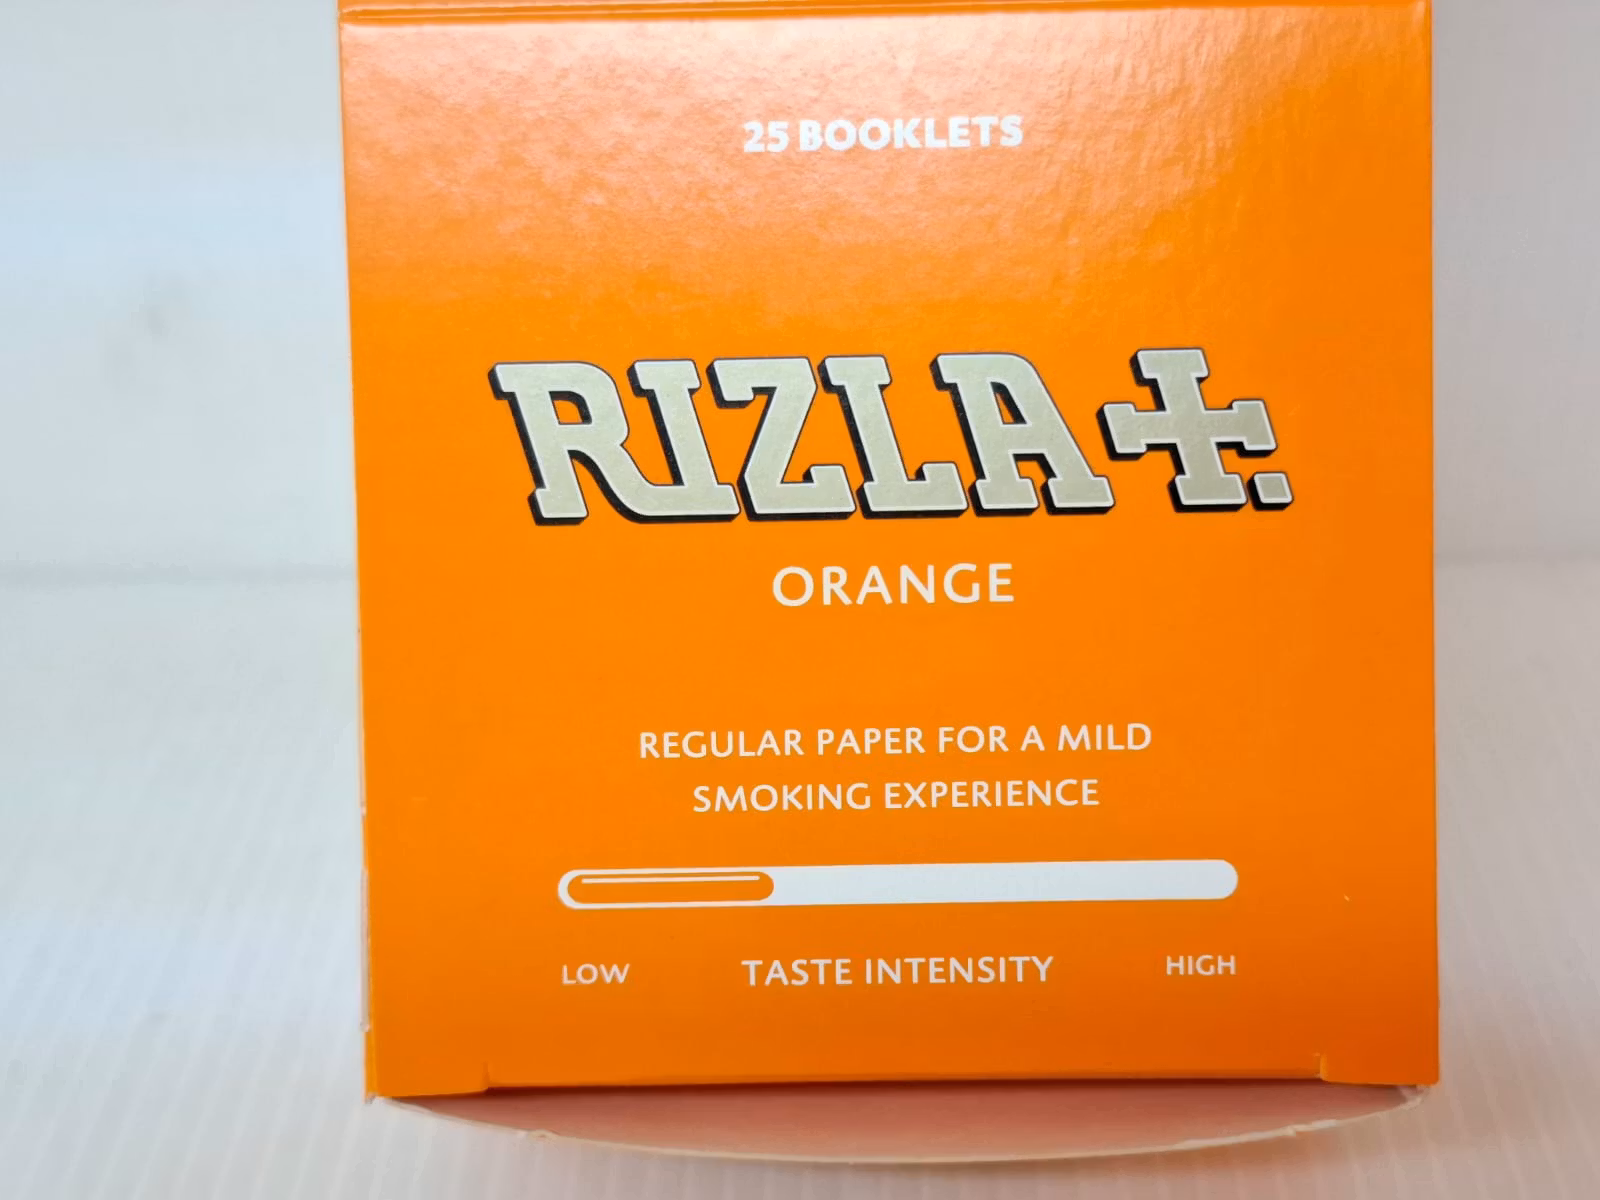 25 BOOKLETS
RIZLA+.
ORANGE
REGULAR PAPER FOR A MILD
SMOKING EXPERIENCE
LOW TASTE INTENSITY HIGH